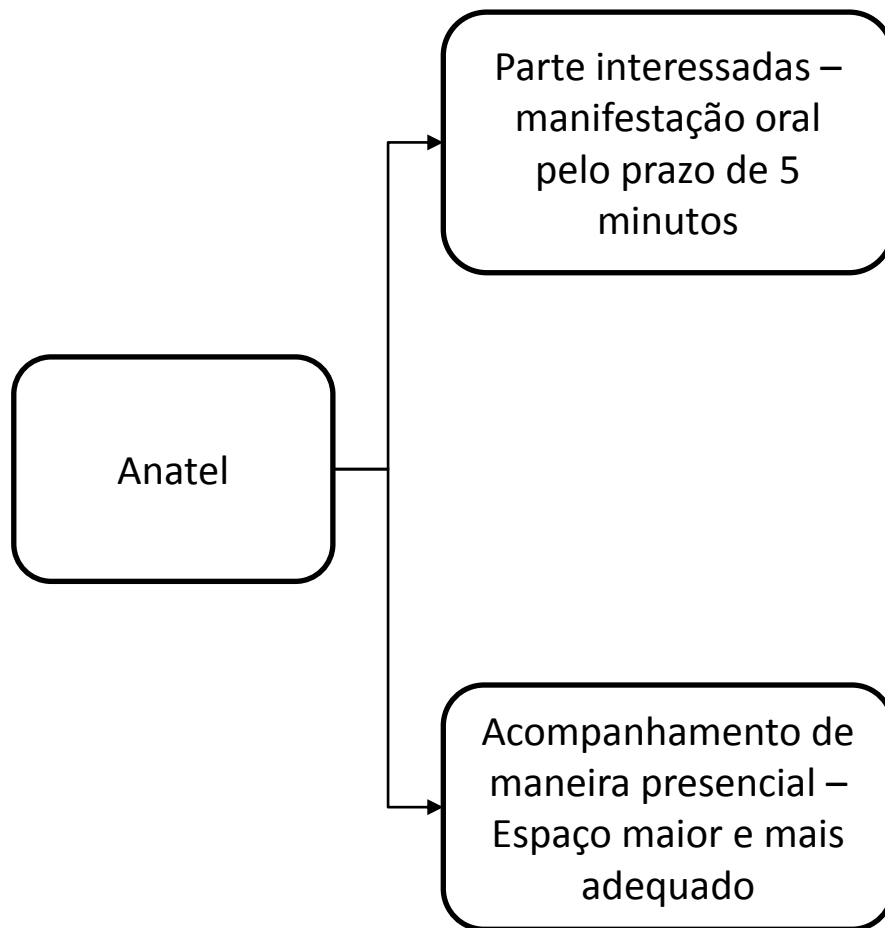 Parte interessadas –
manifestação oral
pelo prazo de 5
minutos
Anatel
Acompanhamento de
maneira presencial –
Espaço maior e mais
adequado